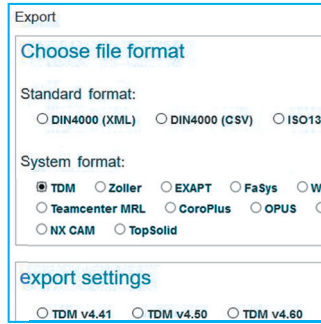 Export
Choose file format
Standard format:
DIN4000 (XML) DIN4000 (CSV) ISO13
System format:
TDM Zoller EXAPT FaSys W
Teamcenter MRL CoroPlus OPUS
NX CAM TopSolid
export settings
TDM v4.41 TDM v4.50 TDM v4.60